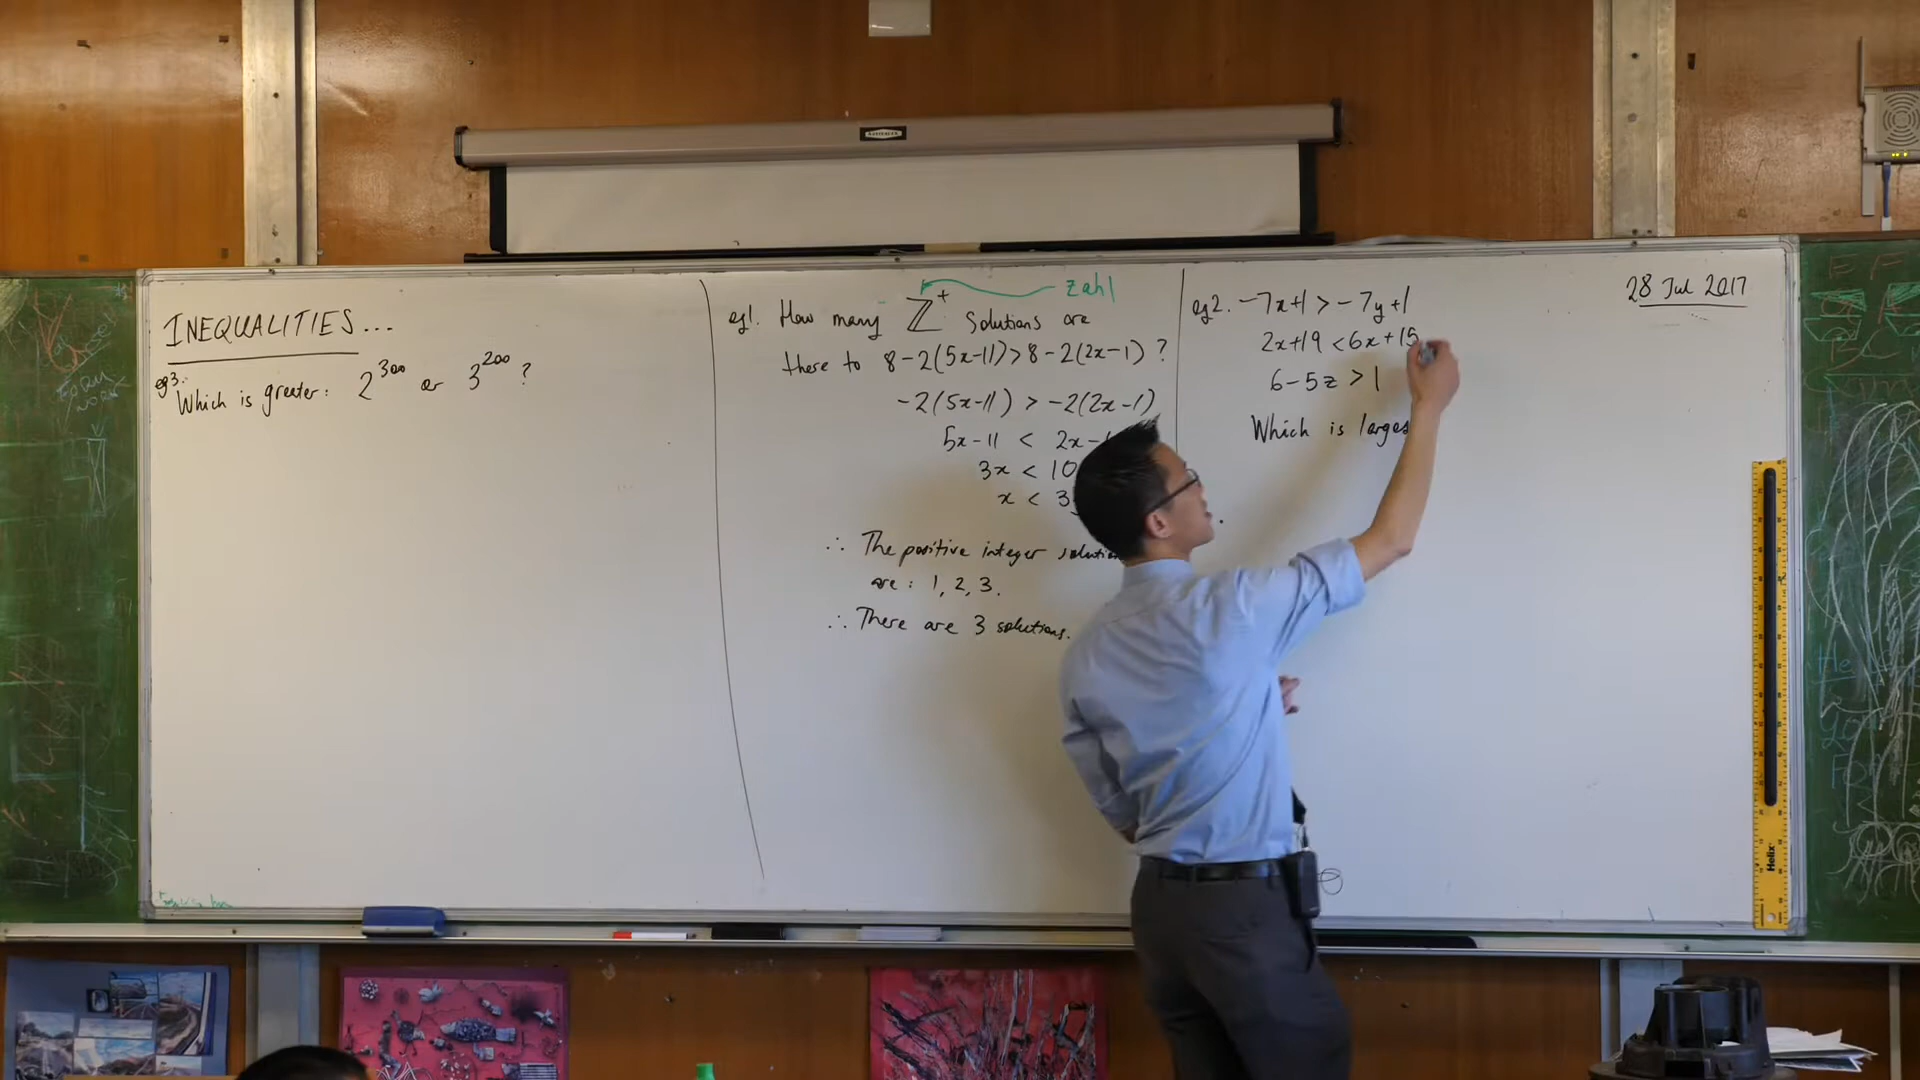 INEQUALITIES...
eg3. Which is greater: 2^300 or 3^200 ?
zahl
eg1. How many ℤ^+ solutions are
there to 8-2(5x-11)>8-2(2x-1) ?
-2(5x-11) > -2(2x-1)
5x-11 < 2x-
3x < 10
x < 3
∴ The positive integer
are: 1, 2, 3.
∴ There are 3 solutions.
eg2. -7x+1 > -7y+1
2x+19 < 6x+15
6-5z > 1
Which is larges
28 Jul 2017
Helix